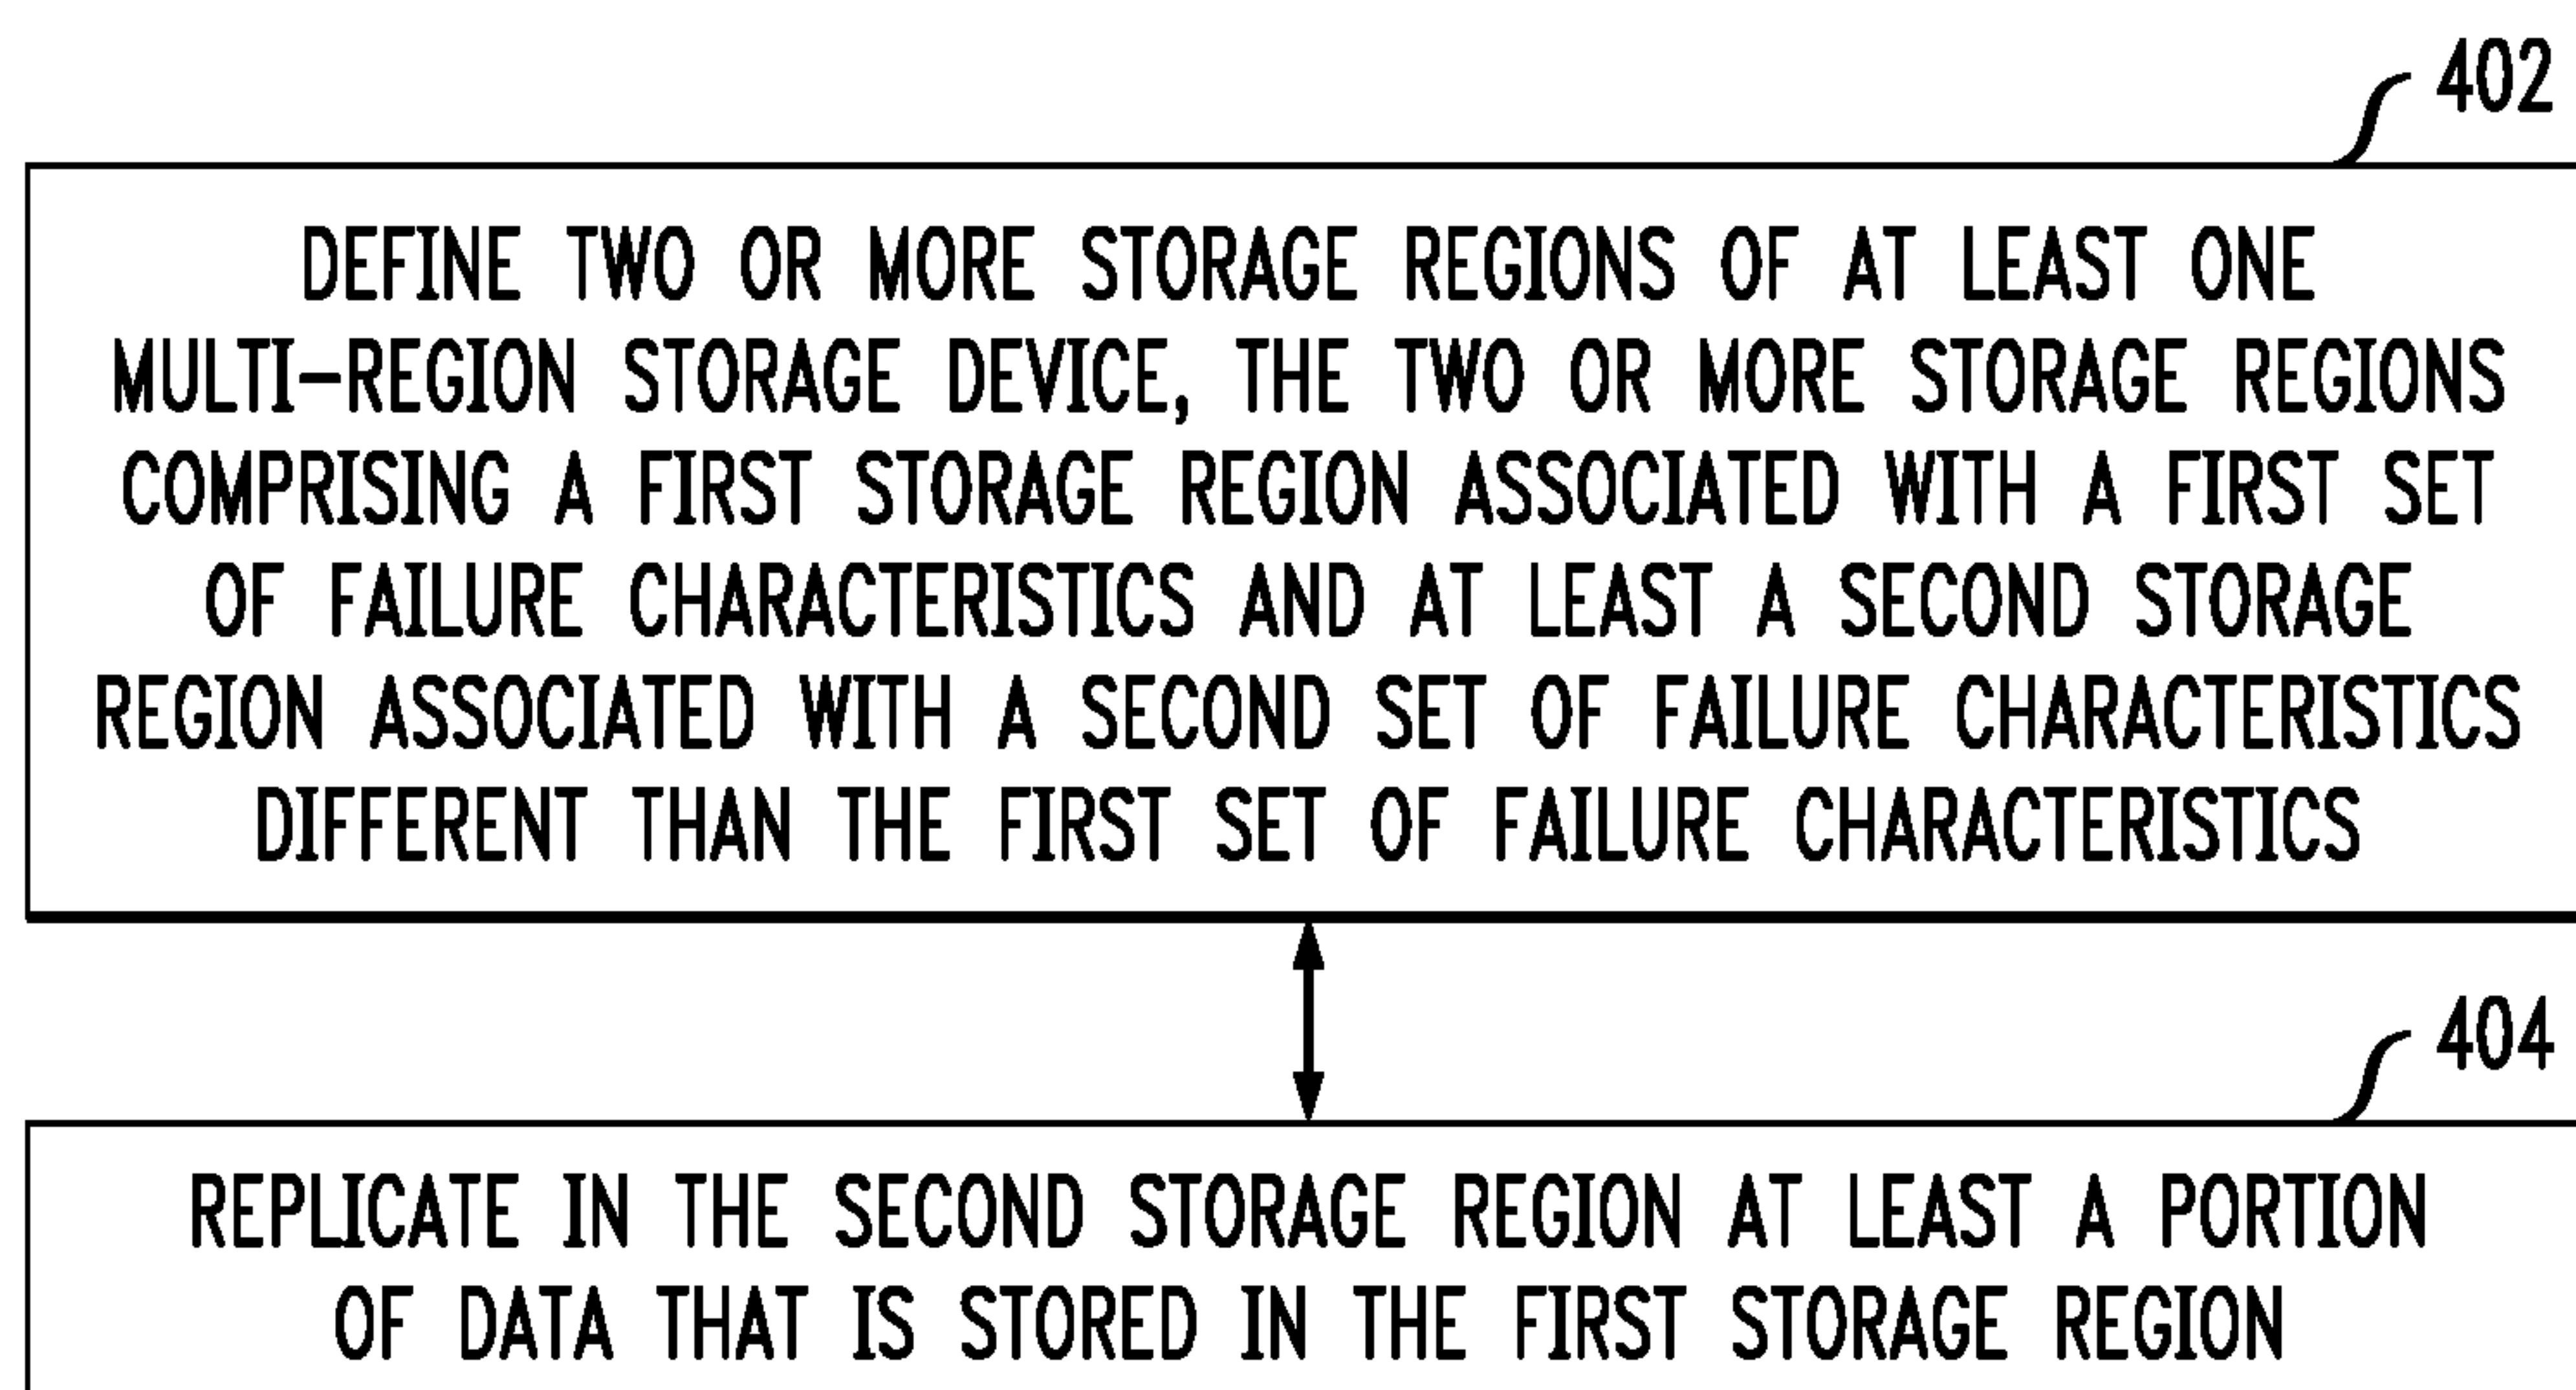 402
DEFINE TWO OR MORE STORAGE REGIONS OF AT LEAST ONE
MULTI-REGION STORAGE DEVICE, THE TWO OR MORE STORAGE REGIONS
COMPRISING A FIRST STORAGE REGION ASSOCIATED WITH A FIRST SET
OF FAILURE CHARACTERISTICS AND AT LEAST A SECOND STORAGE
REGION ASSOCIATED WITH A SECOND SET OF FAILURE CHARACTERISTICS
DIFFERENT THAN THE FIRST SET OF FAILURE CHARACTERISTICS
404
REPLICATE IN THE SECOND STORAGE REGION AT LEAST A PORTION
OF DATA THAT IS STORED IN THE FIRST STORAGE REGION